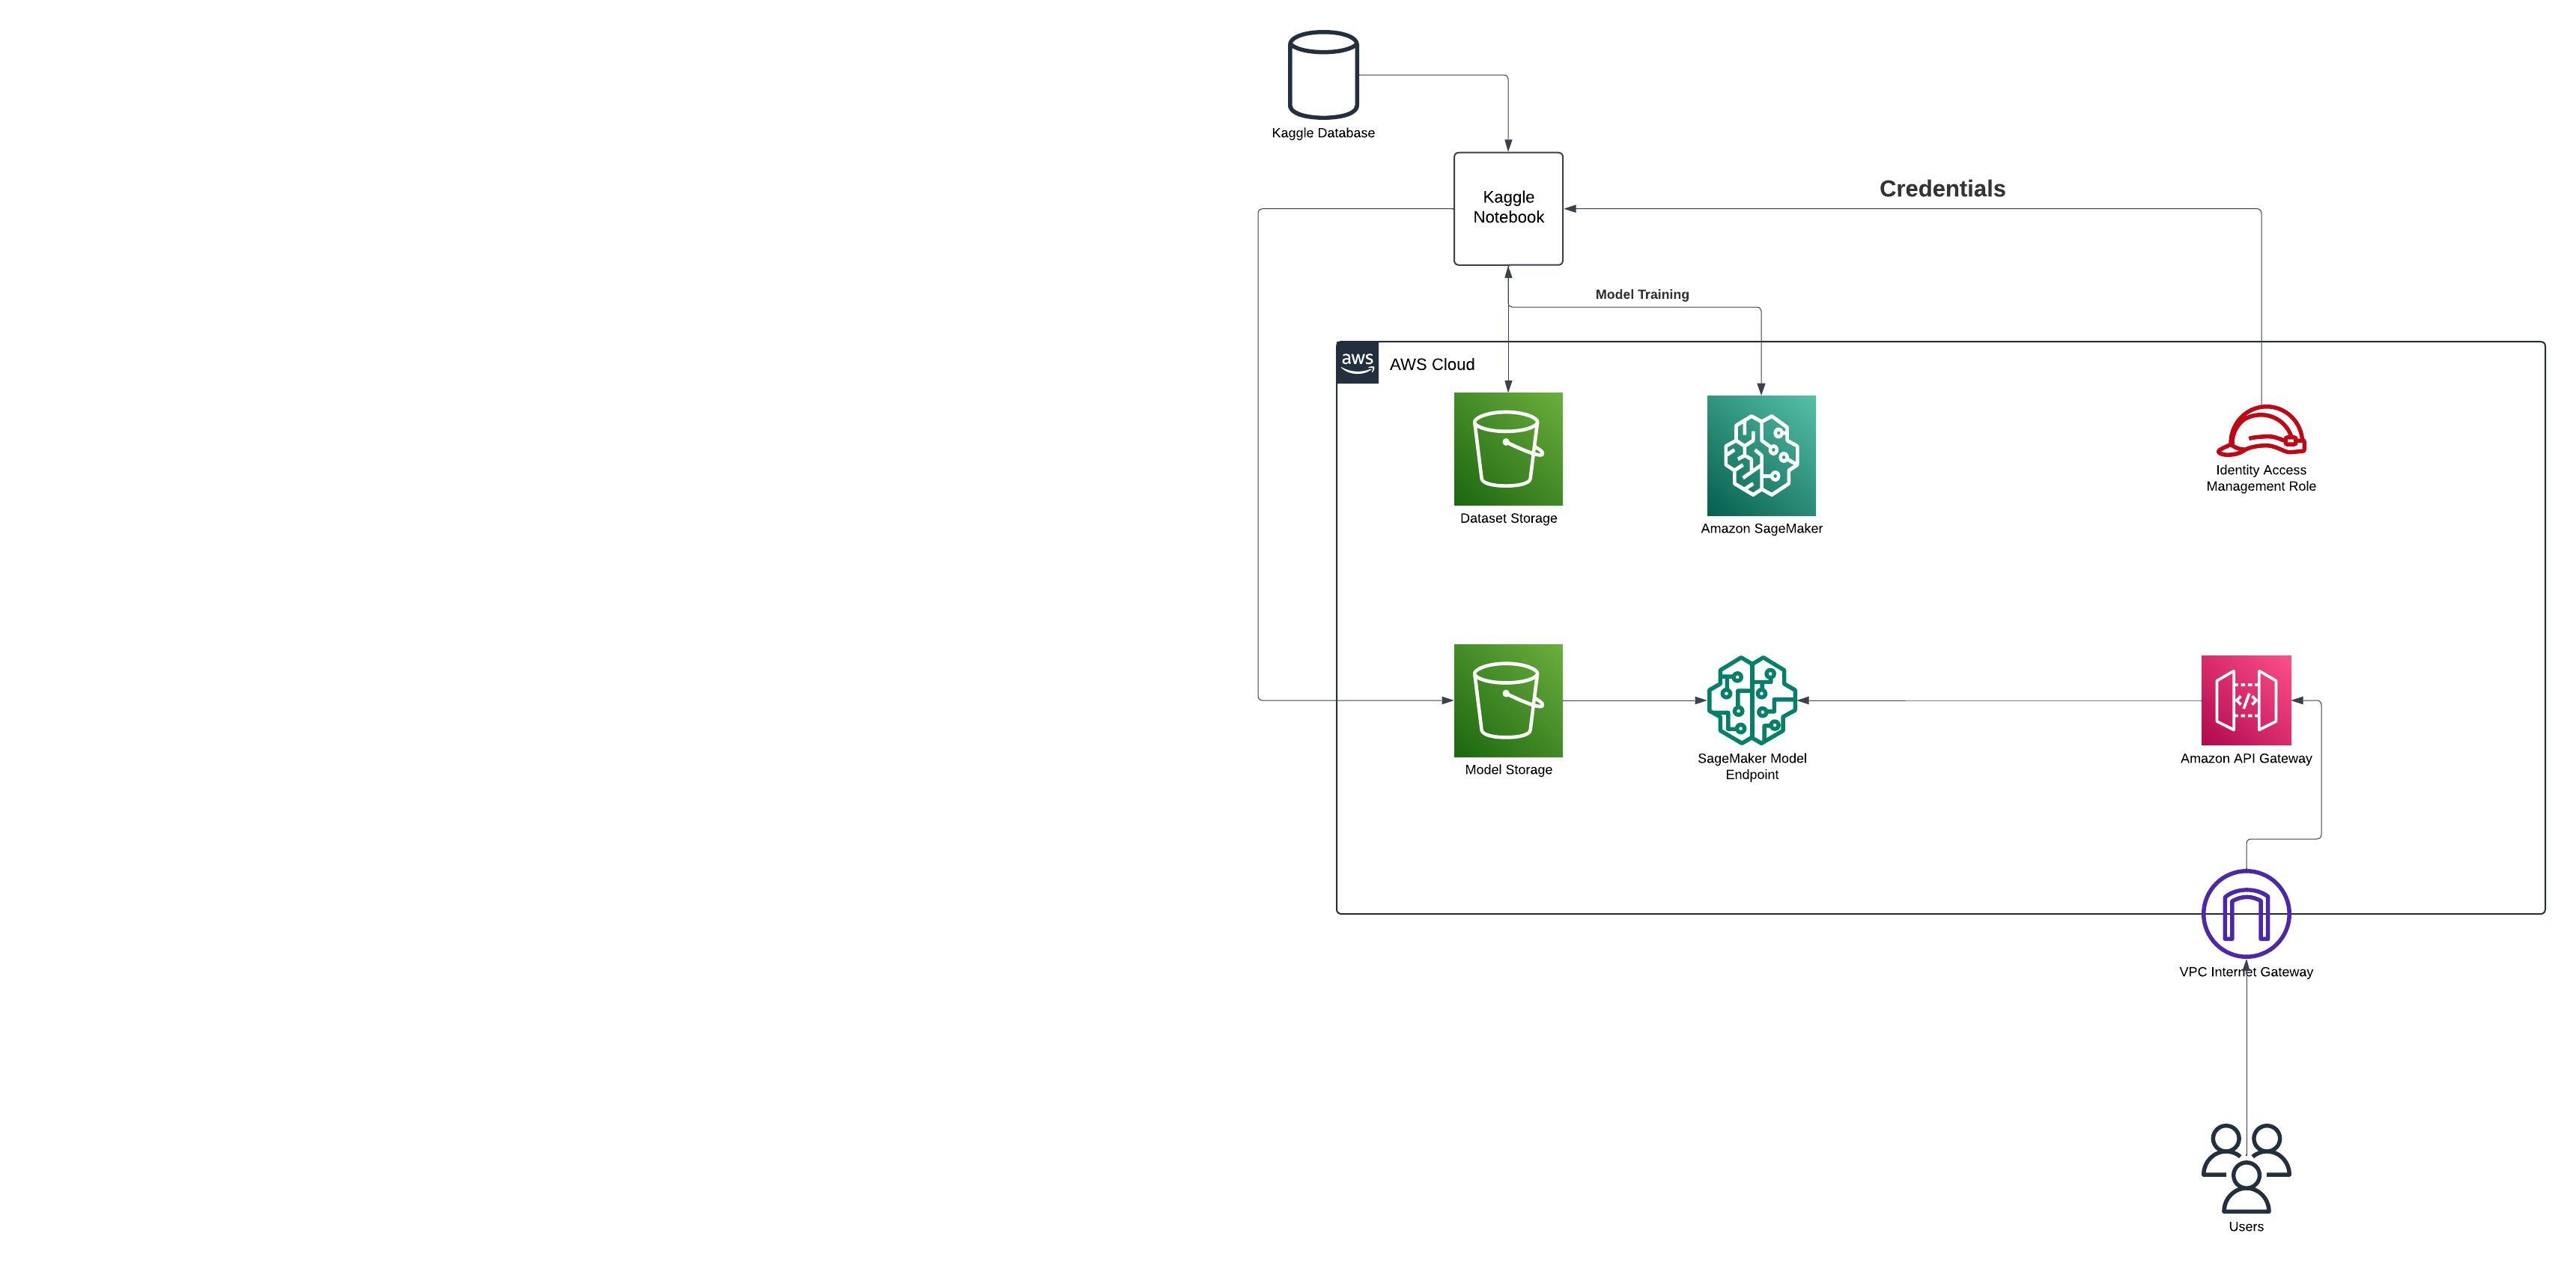 Kaggle Database
Kaggle
Notebook
Credentials
Model Training
aws
AWS Cloud
Dataset Storage
Amazon SageMaker
Identity Access
Management Role
Model Storage
SageMaker Model
Endpoint
</>
Amazon API Gateway
VPC Internet Gateway
Users